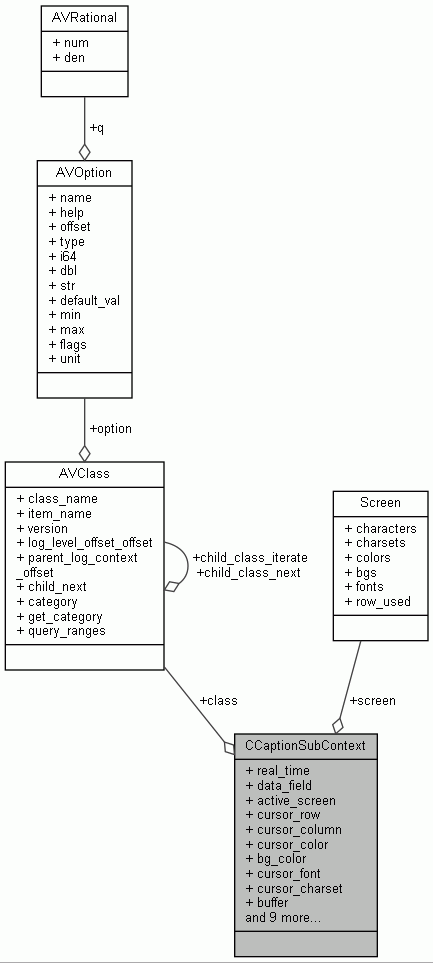 AVRational
+ num
+ den
+q
AVOption
+ name
+ help
+ offset
+ type
+ i64
+ dbl
+ str
+ default_val
+ min
+ max
+ flags
+ unit
+option
AVClass
+ class_name
+ item_name
+ version
+ log_level_offset_offset
+ parent_log_context
_offset
+ child_next
+ category
+ get_category
+ query_ranges
+child_class_iterate
+child_class_next
Screen
+ characters
+ charsets
+ colors
+ bgs
+ fonts
+ row_used
+class
+screen
CCaptionSubContext
+ real_time
+ data_field
+ active_screen
+ cursor_row
+ cursor_column
+ cursor_color
+ bg_color
+ cursor_font
+ cursor_charset
+ buffer
and 9 more...